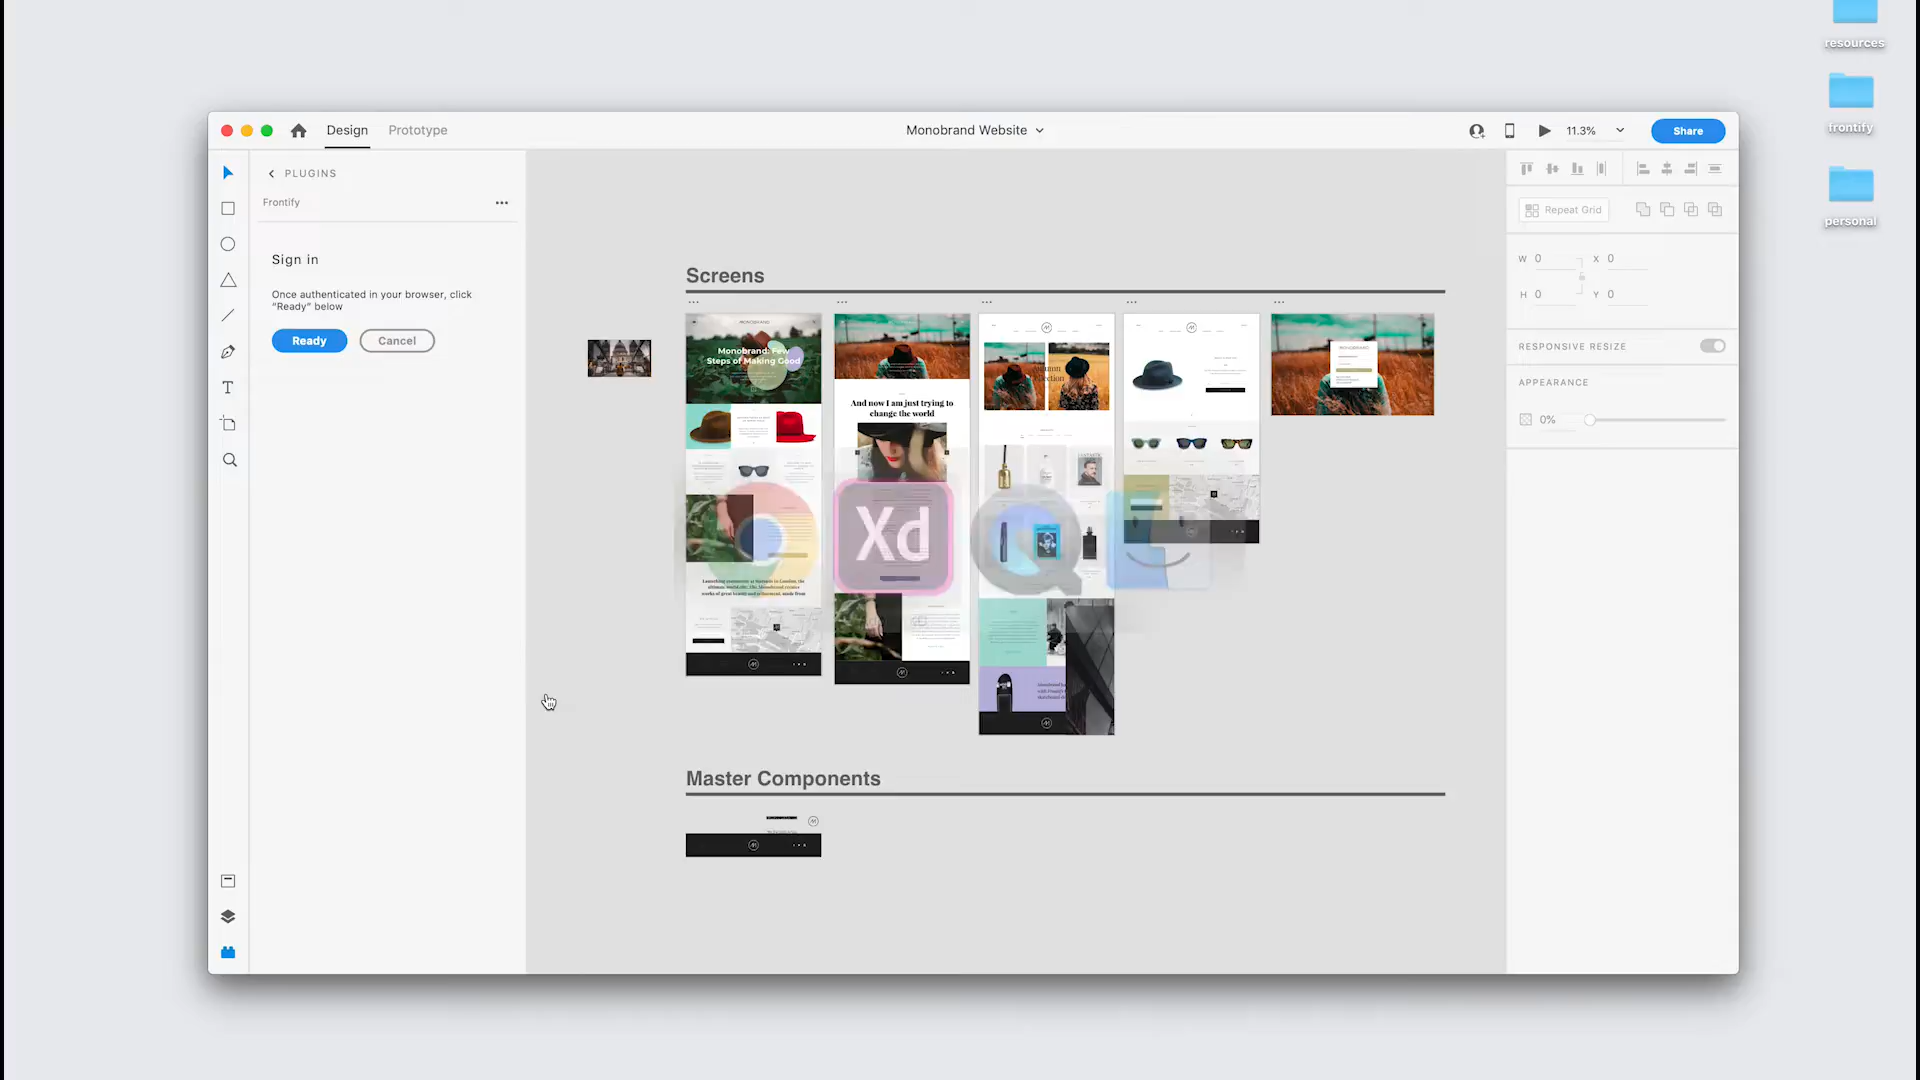 resources
frontify
personal
Design
Prototype
Monobrand Website
11.3%
Share
PLUGINS
Frontify
Sign in
Once authenticated in your browser, click
"Ready" below
Ready
Cancel
Screens
MONOBRAND
Monobrand: Few
Steps of Making Good
And now I am just trying to
change the world
Xd
Master Components
Repeat Grid
W 0
X 0
H 0
Y 0
RESPONSIVE RESIZE
APPEARANCE
0%